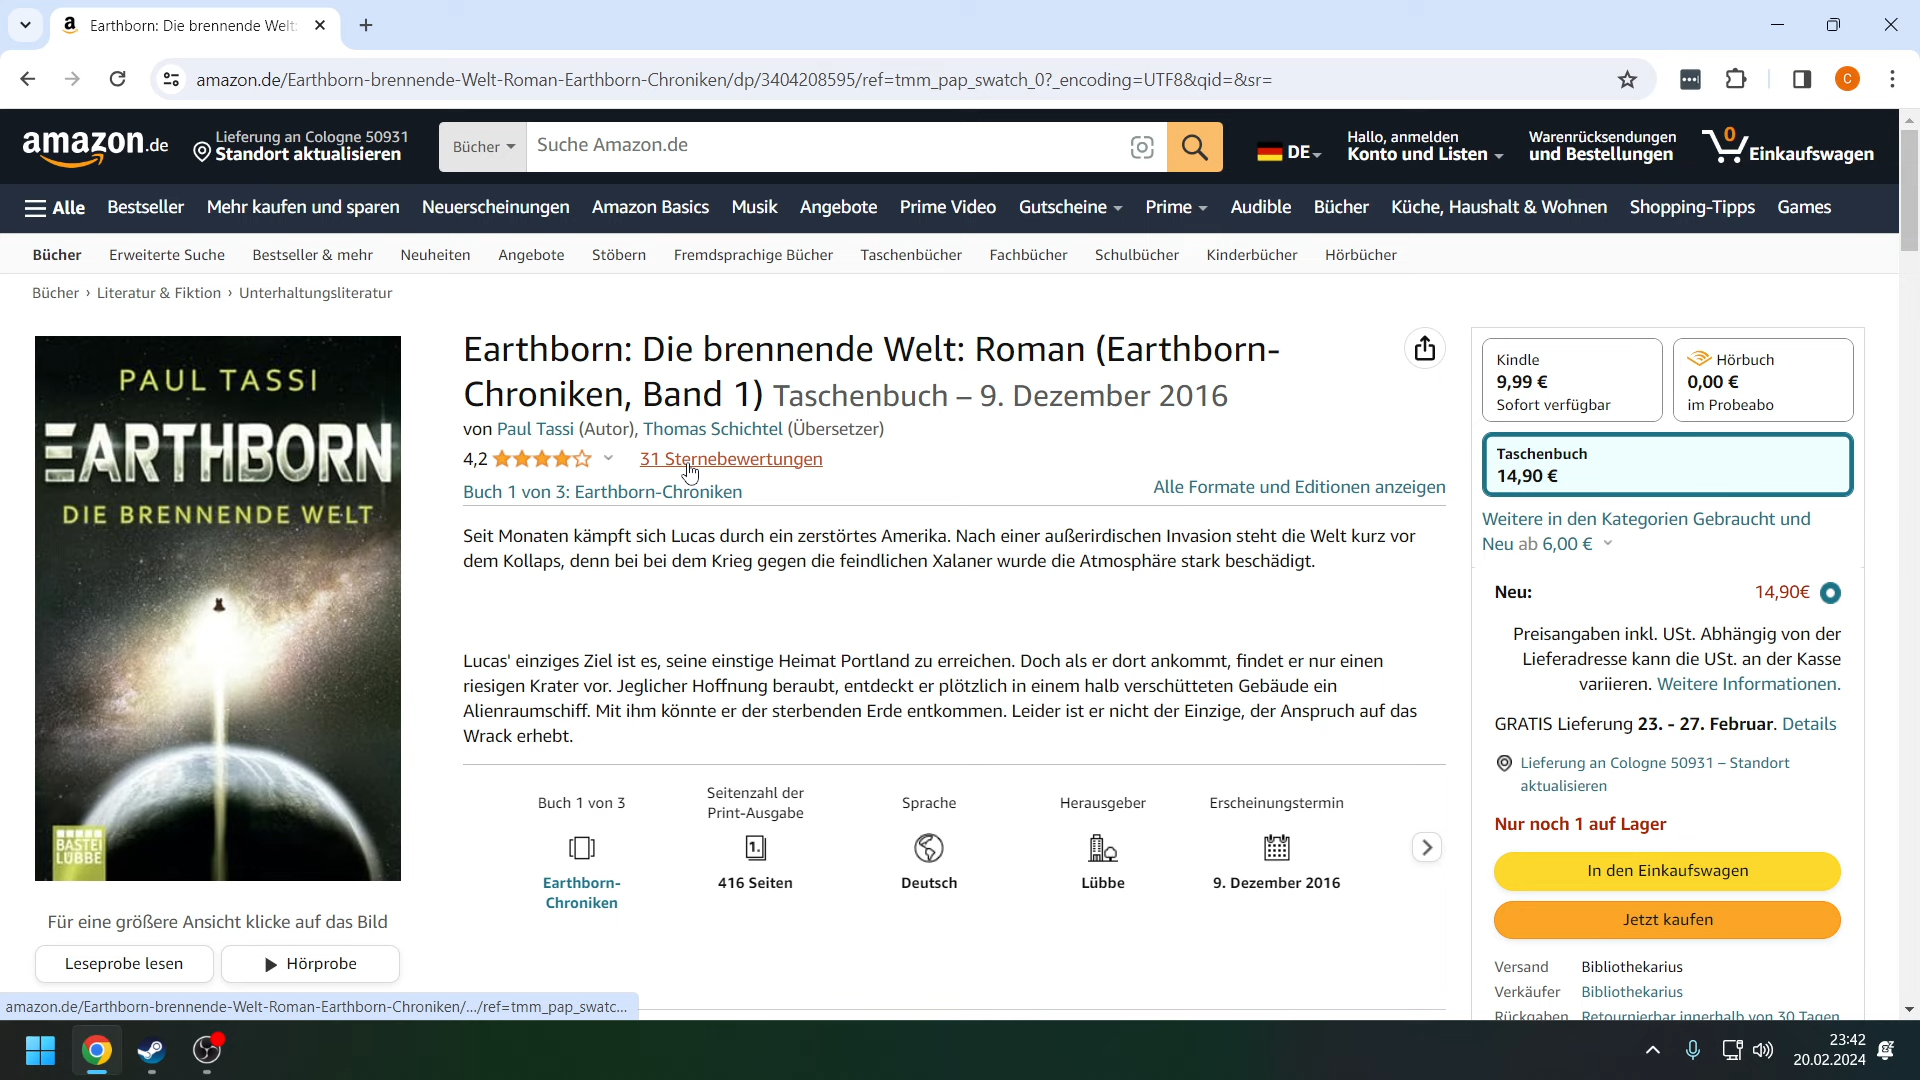 Earthborn: Die brennende Welt:
amazon.de/Earthborn-brennende-Welt-Roman-Earthborn-Chroniken/dp/3404208595/ref=tmm_pap_swatch_0?_encoding=UTF8&qid=&sr=
C
amazon.de
Lieferung an Cologne 50931
Standort aktualisieren
Bücher
Suche Amazon.de
DE
Hallo, anmelden
Konto und Listen
Warenrücksendungen
und Bestellungen
0
Einkaufswagen
Alle Bestseller Mehr kaufen und sparen Neuerscheinungen Amazon Basics Musik Angebote Prime Video Gutscheine Prime Audible Bücher Küche, Haushalt & Wohnen Shopping-Tipps Games
Bücher Erweiterte Suche Bestseller & mehr Neuheiten Angebote Stöbern Fremdsprachige Bücher Taschenbücher Fachbücher Schulbücher Kinderbücher Hörbücher
Bücher › Literatur & Fiktion › Unterhaltungsliteratur
PAUL TASSI
EARTHBORN
DIE BRENNENDE WELT
BASTEI
LÜBBE
Für eine größere Ansicht klicke auf das Bild
Leseprobe lesen
Hörprobe
Earthborn: Die brennende Welt: Roman (Earthborn-
Chroniken, Band 1) Taschenbuch – 9. Dezember 2016
von Paul Tassi (Autor), Thomas Schichtel (Übersetzer)
4,2
31 Sternebewertungen
Buch 1 von 3: Earthborn-Chroniken
Alle Formate und Editionen anzeigen
Seit Monaten kämpft sich Lucas durch ein zerstörtes Amerika. Nach einer außerirdischen Invasion steht die Welt kurz vor
dem Kollaps, denn bei bei dem Krieg gegen die feindlichen Xalaner wurde die Atmosphäre stark beschädigt.
Lucas' einziges Ziel ist es, seine einstige Heimat Portland zu erreichen. Doch als er dort ankommt, findet er nur einen
riesigen Krater vor. Jeglicher Hoffnung beraubt, entdeckt er plötzlich in einem halb verschütteten Gebäude ein
Alienraumschiff. Mit ihm könnte er der sterbenden Erde entkommen. Leider ist er nicht der Einzige, der Anspruch auf das
Wrack erhebt.
Buch 1 von 3
Earthborn-
Chroniken
Seitenzahl der
Print-Ausgabe
1.
416 Seiten
Sprache
Deutsch
Herausgeber
Lübbe
Erscheinungstermin
9. Dezember 2016
Kindle
9,99 €
Sofort verfügbar
Hörbuch
0,00 €
im Probeabo
Taschenbuch
14,90 €
Weitere in den Kategorien Gebraucht und
Neu ab 6,00 €
Neu: 14,90€
Preisangaben inkl. USt. Abhängig von der
Lieferadresse kann die USt. an der Kasse
variieren. Weitere Informationen.
GRATIS Lieferung 23. - 27. Februar. Details
Lieferung an Cologne 50931 – Standort
aktualisieren
Nur noch 1 auf Lager
In den Einkaufswagen
Jetzt kaufen
Versand Bibliothekarius
Verkäufer Bibliothekarius
Rückgaben Retournierbar innerhalb von 30 Tagen
amazon.de/Earthborn-brennende-Welt-Roman-Earthborn-Chroniken/.../ref=tmm_pap_swatc...
23:42
20.02.2024